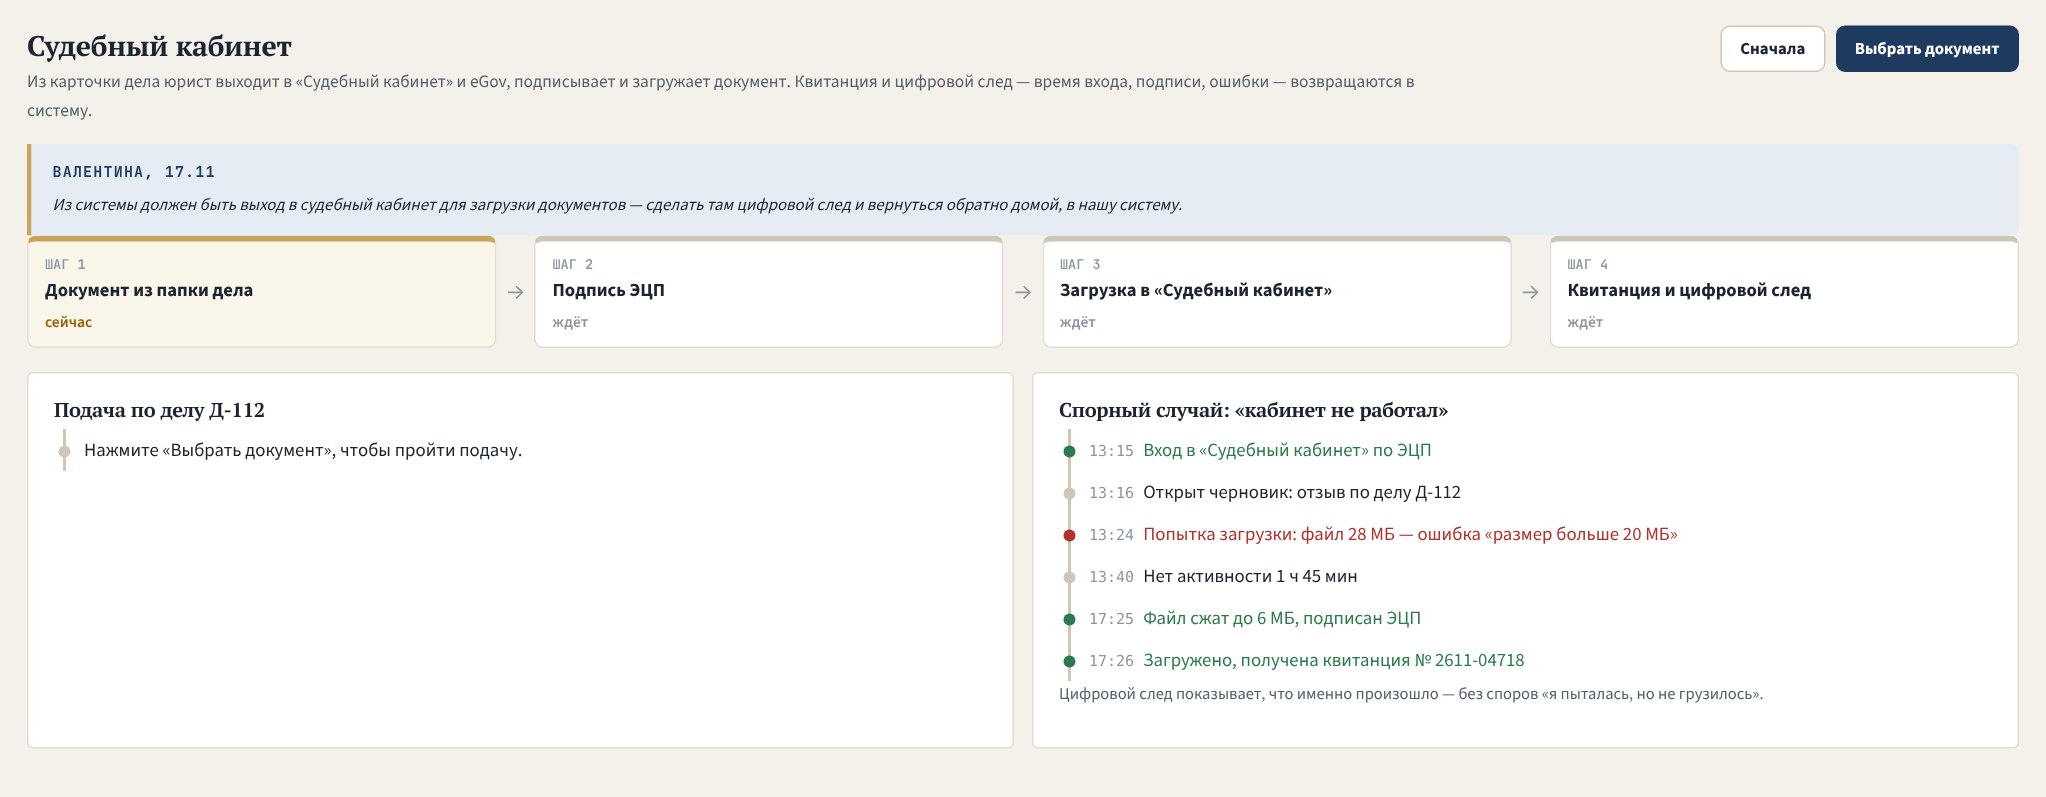 Судебный кабинет
Сначала
Выбрать документ
Из карточки дела юрист выходит в «Судебный кабинет» и eGov, подписывает и загружает документ. Квитанция и цифровой след — время входа, подписи, ошибки — возвращаются в
систему.
ВАЛЕНТИНА, 17.11
Из системы должен быть выход в судебный кабинет для загрузки документов — сделать там цифровой след и вернуться обратно домой, в нашу систему.
ШАГ 1
Документ из папки дела
сейчас
→
ШАГ 2
Подпись ЭЦП
ждёт
→
ШАГ 3
Загрузка в «Судебный кабинет»
ждёт
→
ШАГ 4
Квитанция и цифровой след
ждёт
Подача по делу Д-112
Нажмите «Выбрать документ», чтобы пройти подачу.
Спорный случай: «кабинет не работал»
13:15 Вход в «Судебный кабинет» по ЭЦП
13:16 Открыт черновик: отзыв по делу Д-112
13:24 Попытка загрузки: файл 28 МБ — ошибка «размер больше 20 МБ»
13:40 Нет активности 1 ч 45 мин
17:25 Файл сжат до 6 МБ, подписан ЭЦП
17:26 Загружено, получена квитанция № 2611-04718
Цифровой след показывает, что именно произошло — без споров «я пыталась, но не грузилось».